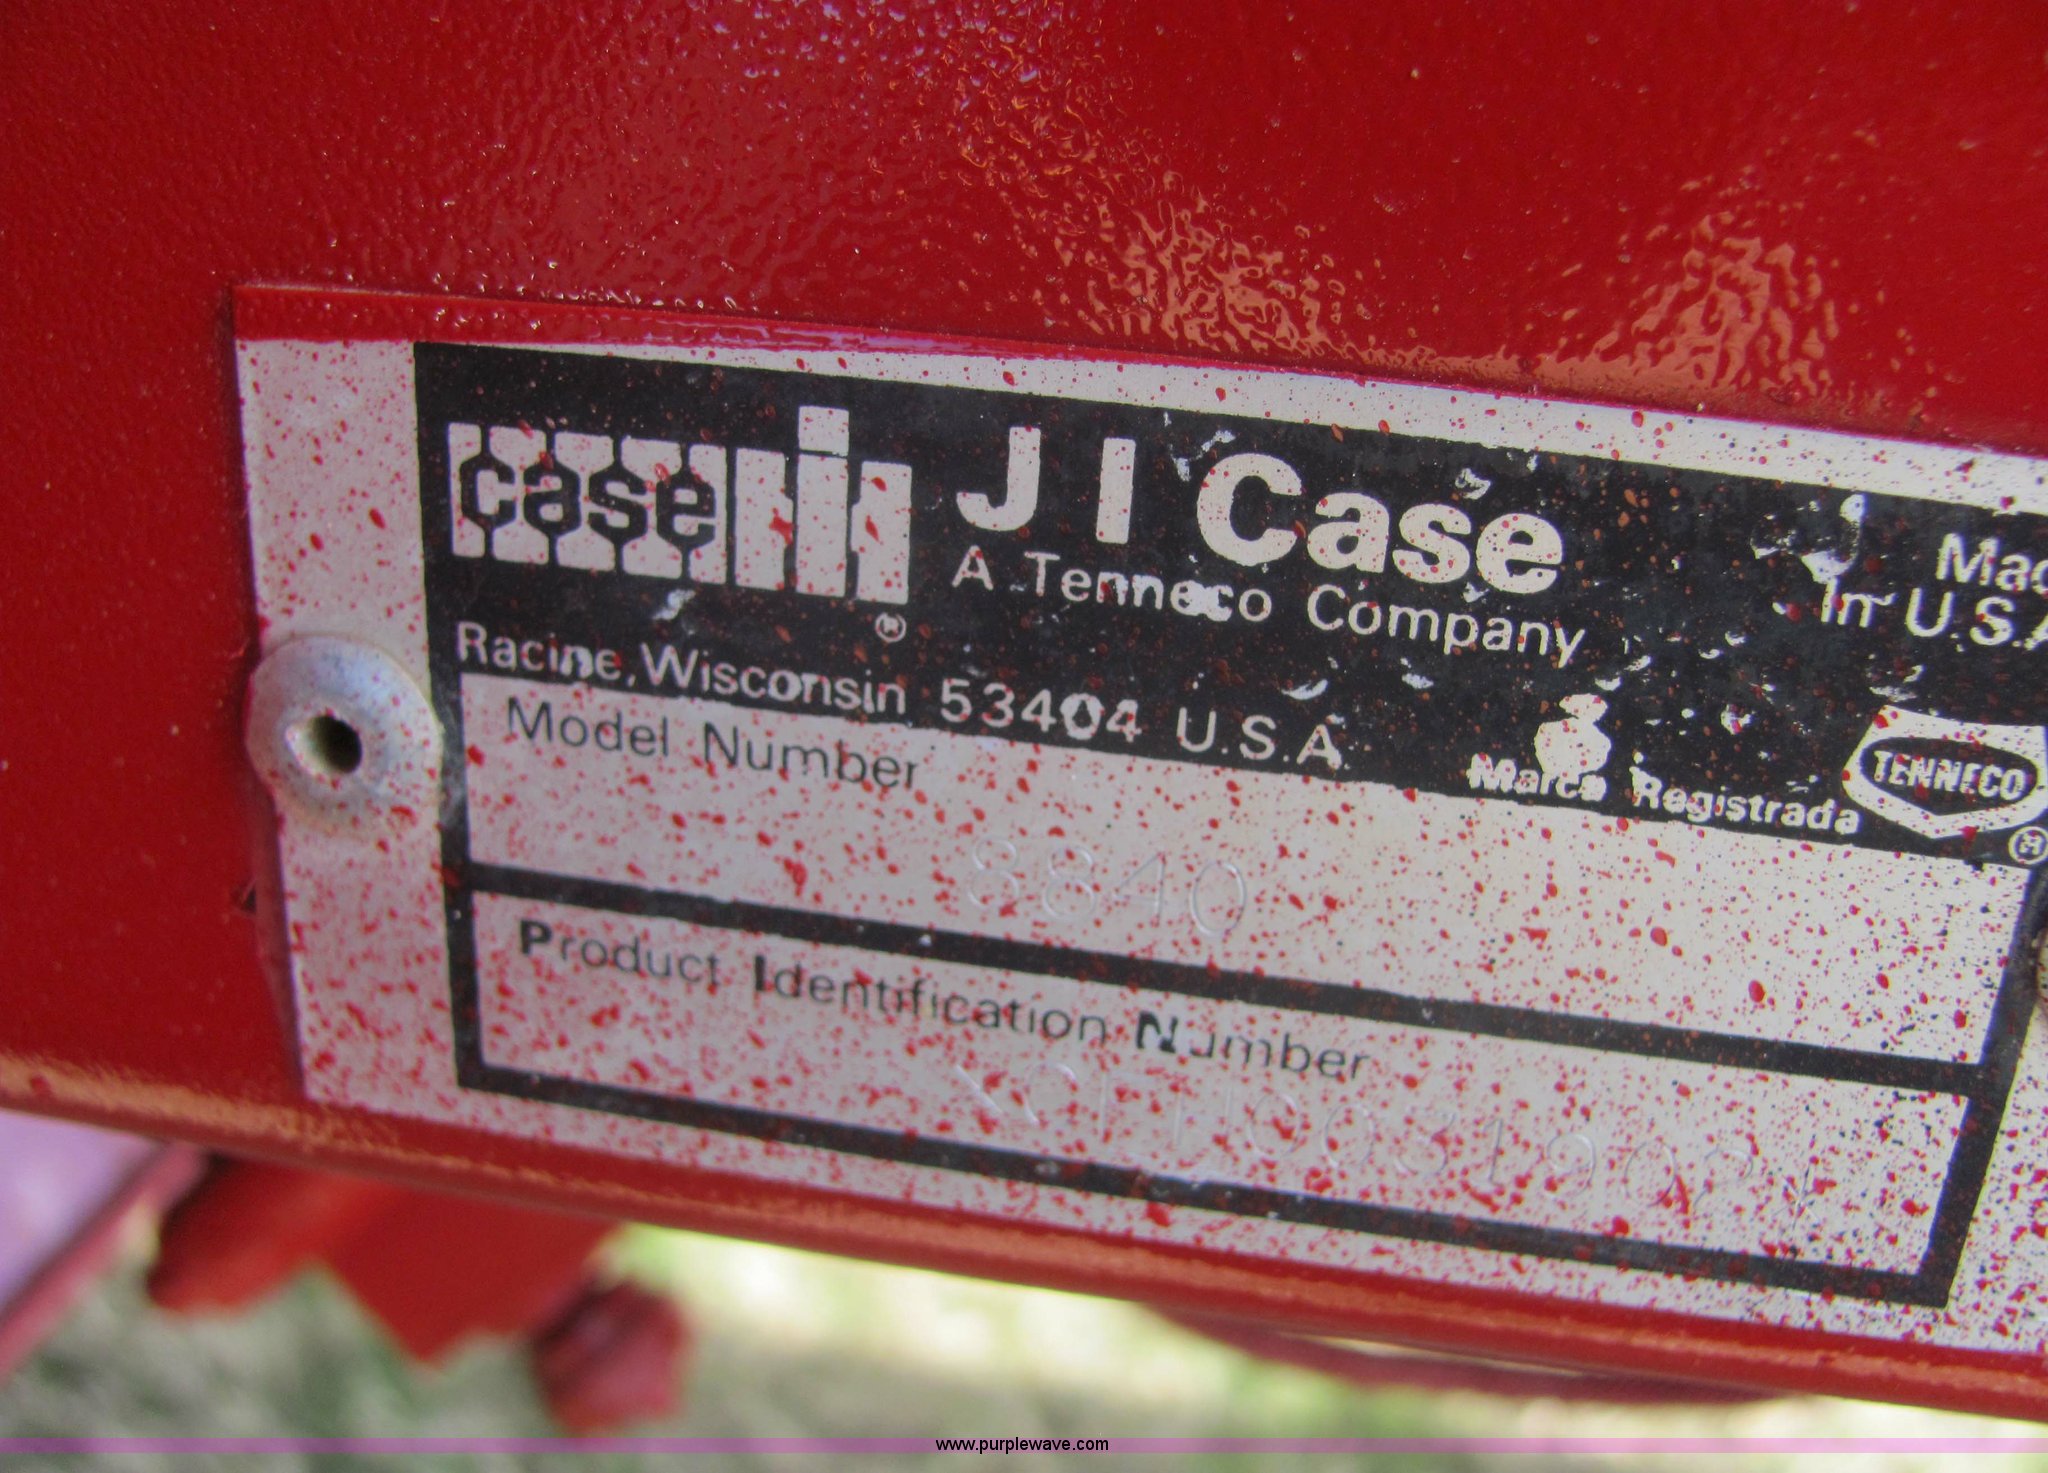 case ih ®
J I Case
A Tenneco Company
Made
In U.S.A
Racine, Wisconsin 53404 U.S.A.
Marca Registrada
TENNECO ®
Model Number
8840
Product Identification Number
www.purplewave.com